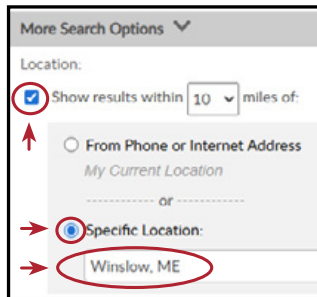 More Search Options
Location:
Show results within 10 miles of:
From Phone or Internet Address
My Current Location
------------ or ------------
Specific Location:
Winslow, ME